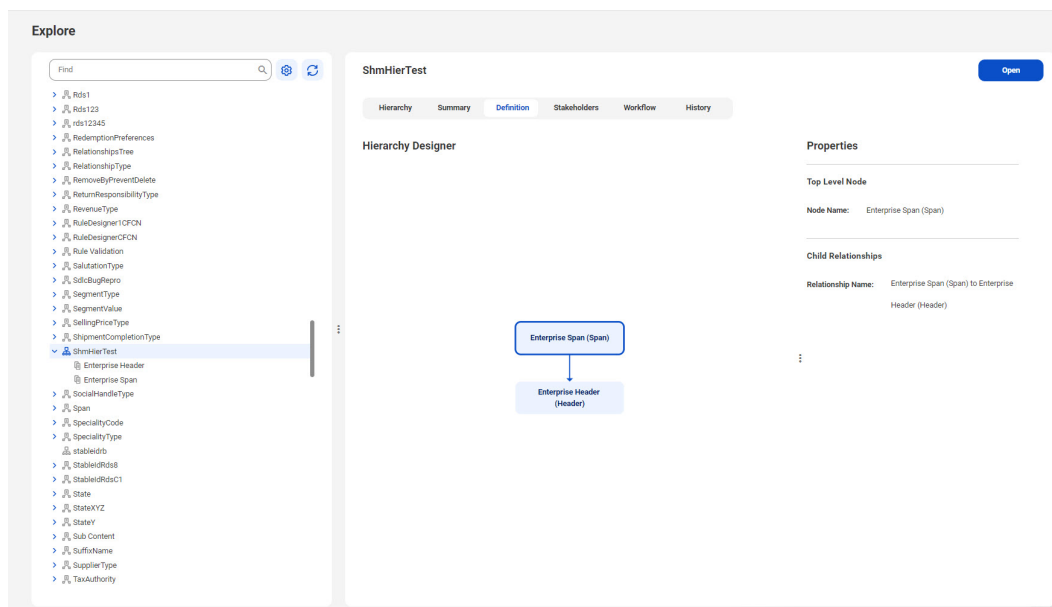 Explore
Find
Rds1
Rds123
rds12345
RedemptionPreferences
RelationshipsTree
RelationshipType
RemoveByPreventDelete
ReturnResponsibilityType
RevenueType
RuleDesigner1CFCN
RuleDesignerCFCN
Rule Validation
SalutationType
SdlcBugRepro
SegmentType
SegmentValue
SellingPriceType
ShipmentCompletionType
ShmHierTest
Enterprise Header
Enterprise Span
SocialHandleType
Span
SpecialityCode
SpecialityType
stableidrb
StableIdRds8
StableIdRdsC1
State
StateXYZ
StateY
Sub Content
SuffixName
SupplierType
TaxAuthority
ShmHierTest
Open
Hierarchy Summary Definition Stakeholders Workflow History
Hierarchy Designer
Enterprise Span (Span)
Enterprise Header
(Header)
Properties
Top Level Node
Node Name: Enterprise Span (Span)
Child Relationships
Relationship Name: Enterprise Span (Span) to Enterprise
Header (Header)